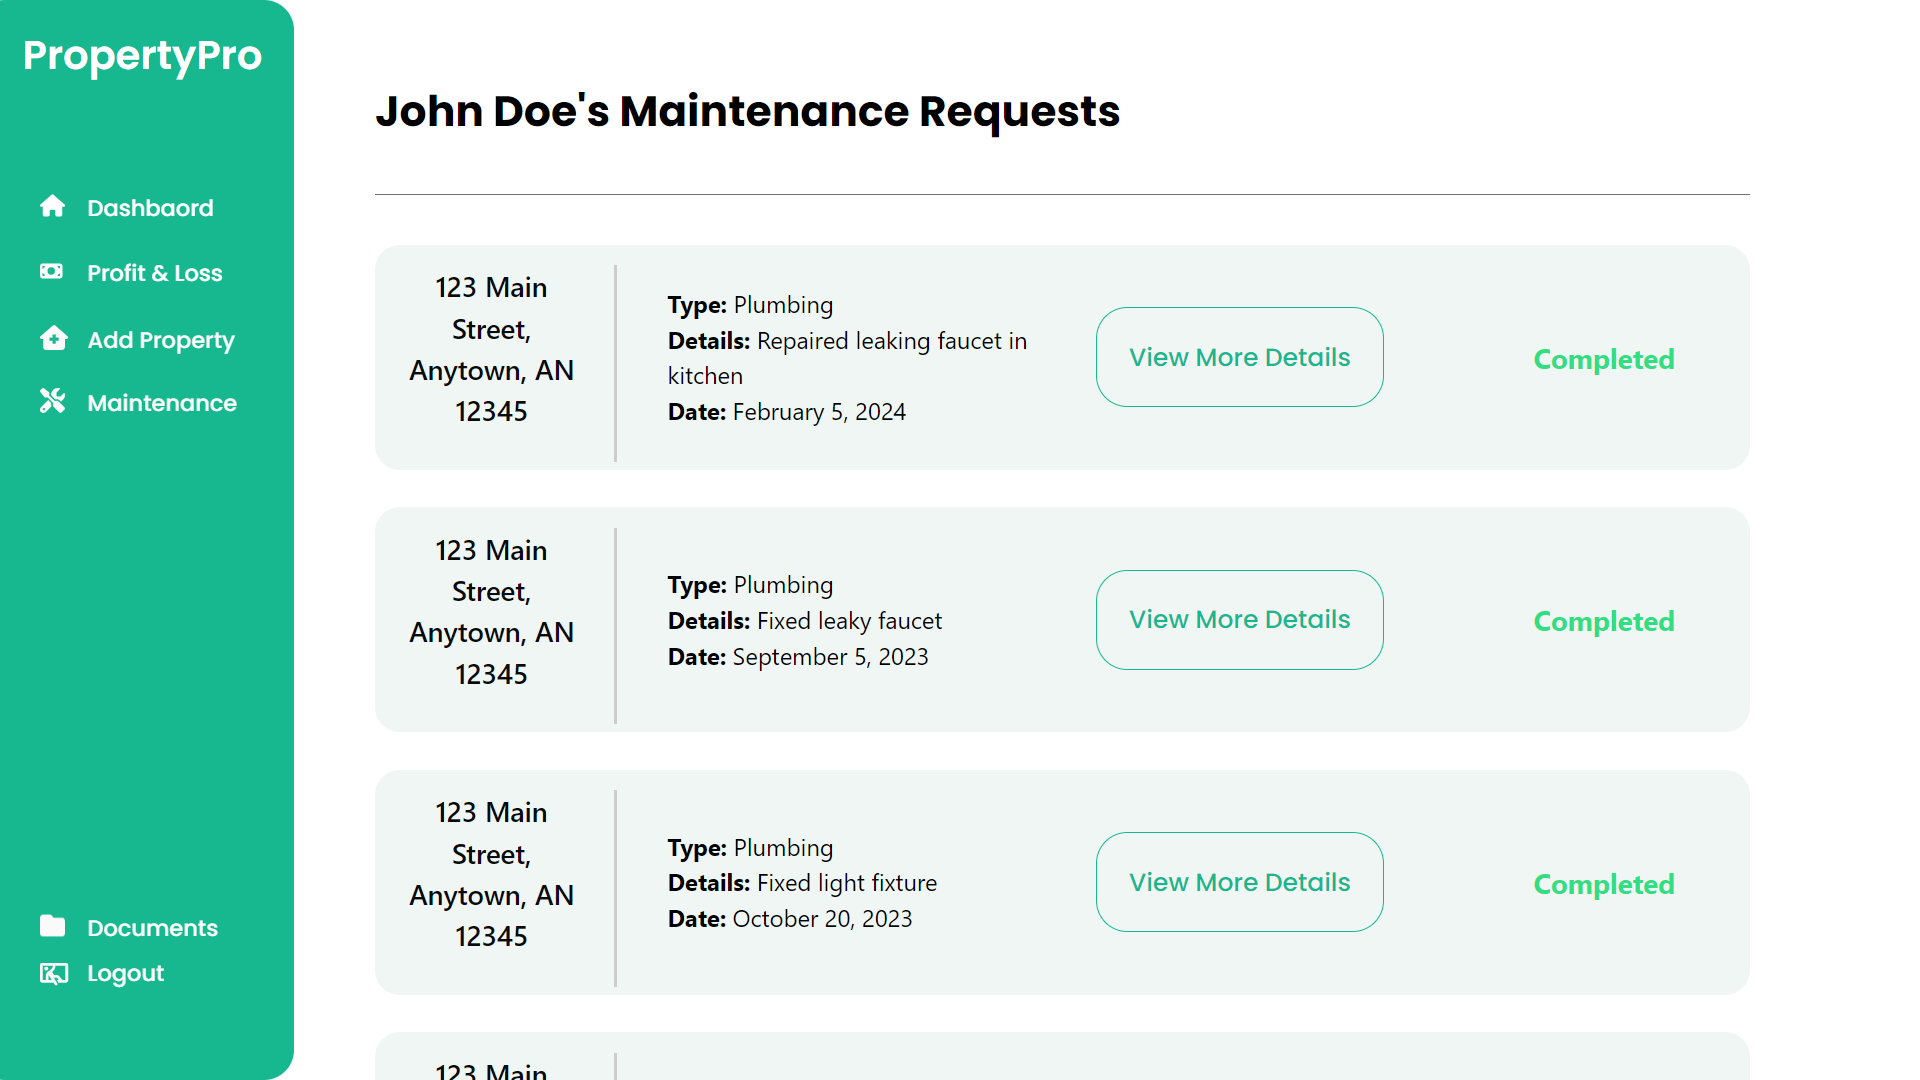 PropertyPro
Dashbaord
Profit & Loss
Add Property
Maintenance
Documents
Logout
John Doe's Maintenance Requests
123 Main
Street,
Anytown, AN
12345
Type: Plumbing
Details: Repaired leaking faucet in
kitchen
Date: February 5, 2024
View More Details
Completed
123 Main
Street,
Anytown, AN
12345
Type: Plumbing
Details: Fixed leaky faucet
Date: September 5, 2023
View More Details
Completed
123 Main
Street,
Anytown, AN
12345
Type: Plumbing
Details: Fixed light fixture
Date: October 20, 2023
View More Details
Completed
123 Main